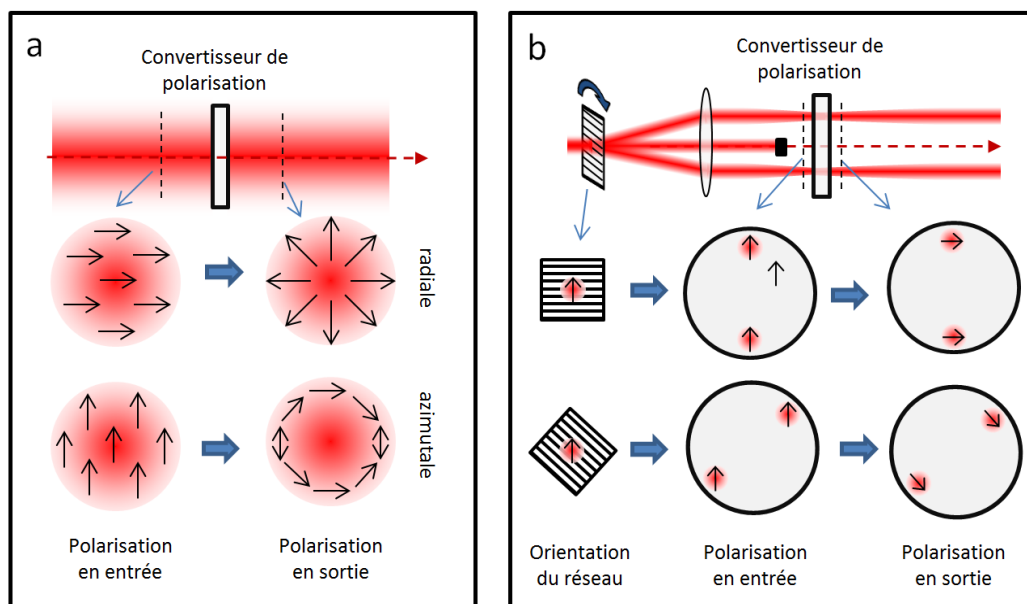 a
Convertisseur de
polarisation
radiale
azimutale
Polarisation
en entrée
Polarisation
en sortie
b
Convertisseur de
polarisation
Orientation
du réseau
Polarisation
en entrée
Polarisation
en sortie